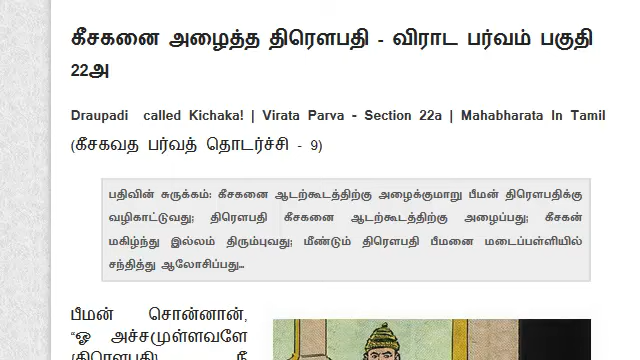 கீசகனை அழைத்த திரௌபதி - விராட பர்வம் பகுதி
22அ
Draupadi called Kichaka! | Virata Parva - Section 22a | Mahabharata In Tamil
(கீசகவத பர்வத் தொடர்ச்சி - 9)
பதிவின் சுருக்கம்: கீசகனை ஆடற்கூடத்திற்கு அழைக்குமாறு பீமன் திரௌபதிக்கு
வழிகாட்டுவது; திரௌபதி கீசகனை ஆடற்கூடத்திற்கு அழைப்பது; கீசகன்
மகிழ்ந்து இல்லம் திரும்புவது; மீண்டும் திரௌபதி பீமனை மடைப்பள்ளியில்
சந்தித்து ஆலோசிப்பது...
பீமன் சொன்னான்,
“ஓ அச்சமுள்ளவளே
(திரௌபதி), நீ